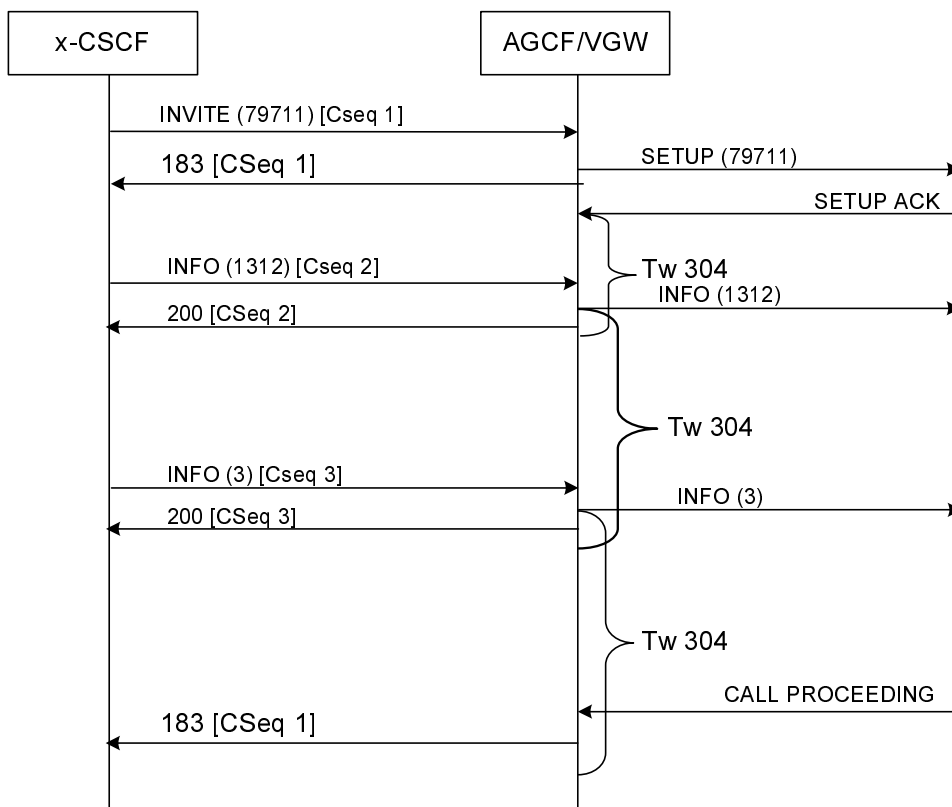 x-CSCF
AGCF/VGW
INVITE (79711) [Cseq 1]
183 [CSeq 1]
SETUP (79711)
SETUP ACK
INFO (1312) [Cseq 2]
Tw 304
INFO (1312)
200 [CSeq 2]
Tw 304
INFO (3) [Cseq 3]
INFO (3)
200 [CSeq 3]
Tw 304
CALL PROCEEDING
183 [CSeq 1]